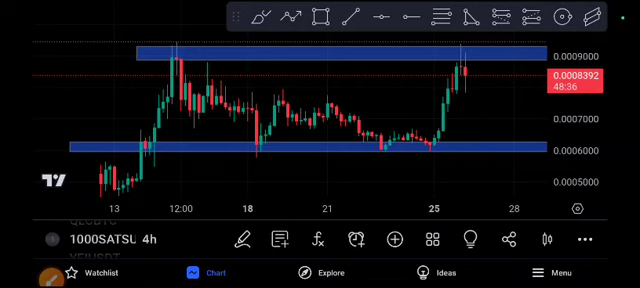 0.0009000
0.0008392
48:36
0.0007000
0.0006000
0.0005000
13 12:00 18 21 25 28
1000SATSU 4h
Watchlist Chart Explore Ideas Menu